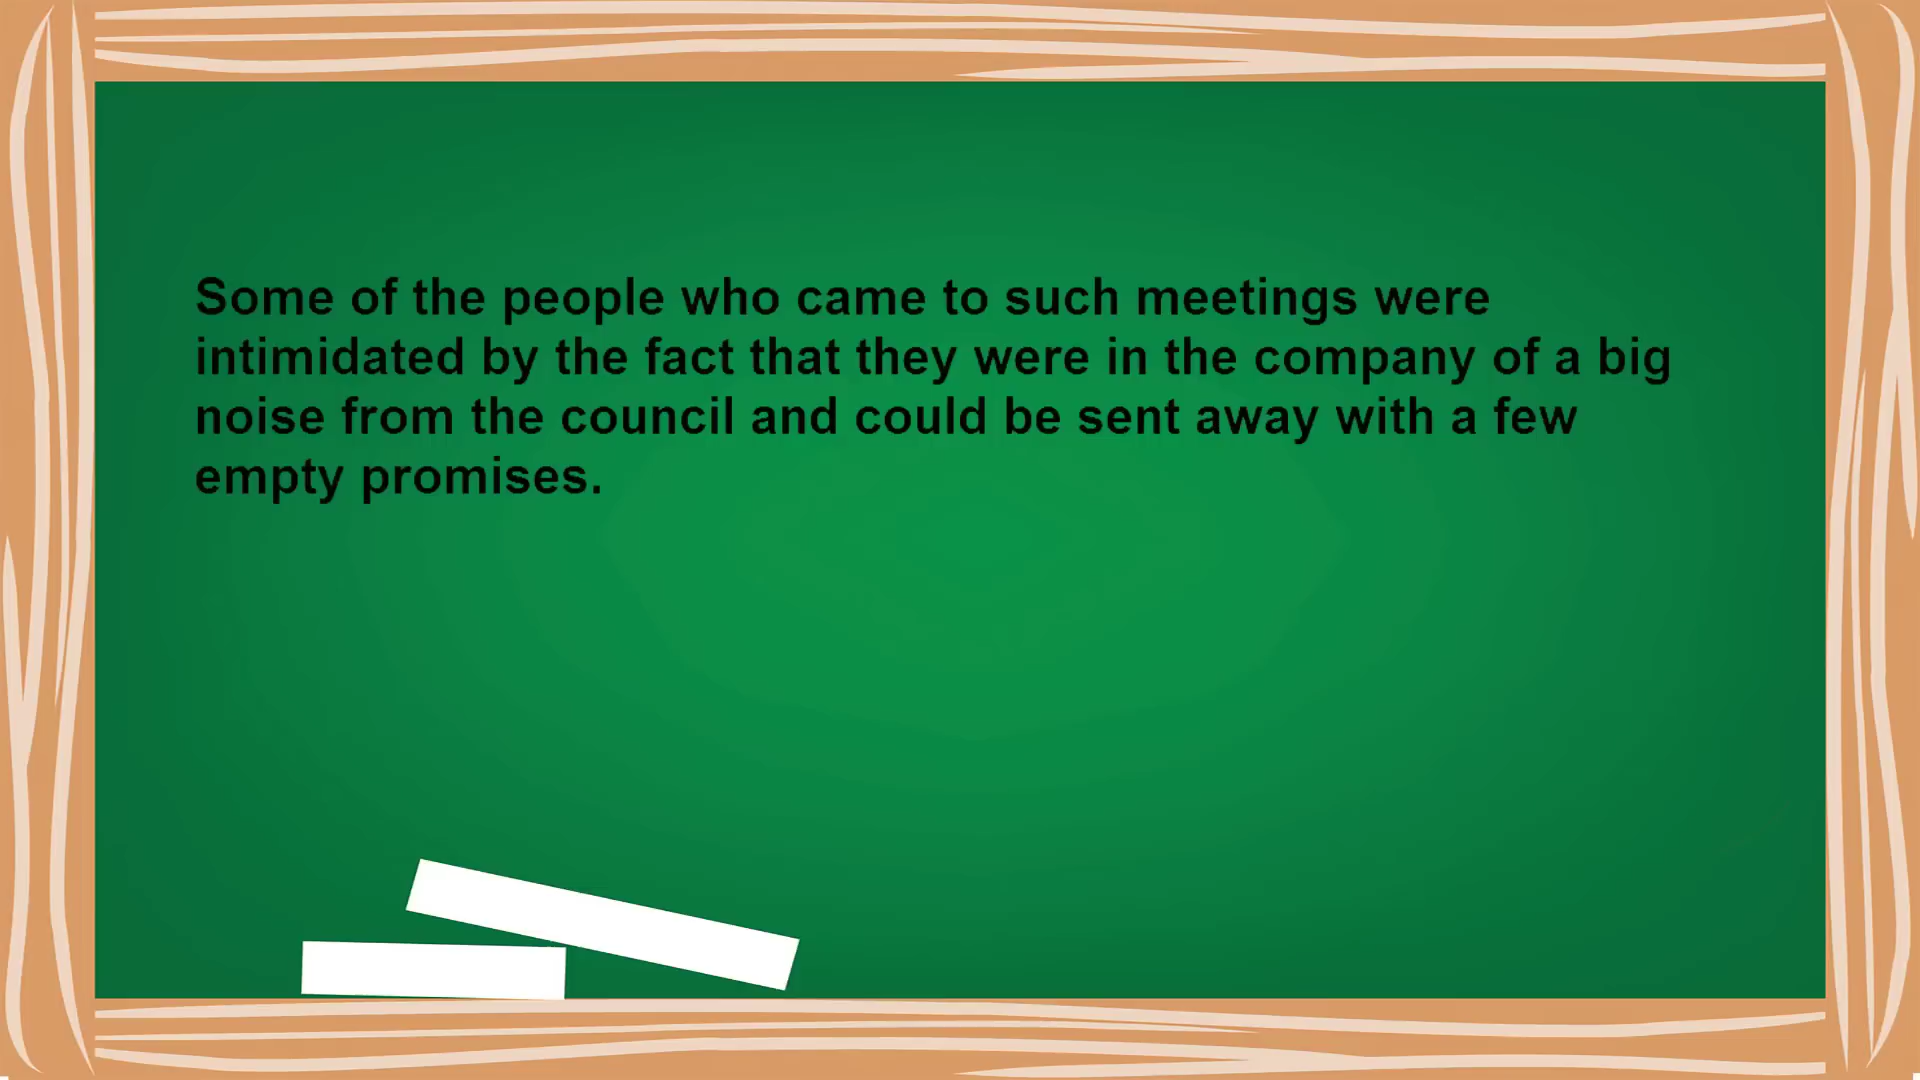 Some of the people who came to such meetings were
intimidated by the fact that they were in the company of a big
noise from the council and could be sent away with a few
empty promises.